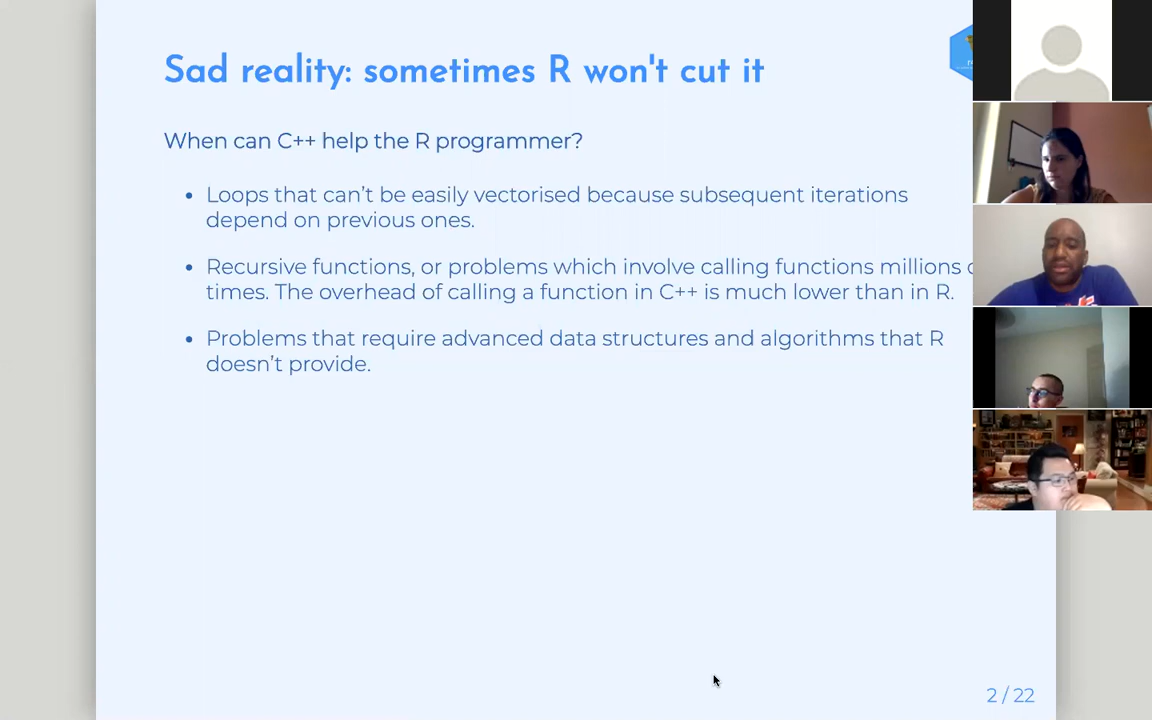 Sad reality: sometimes R won't cut it
When can C++ help the R programmer?
• Loops that can’t be easily vectorised because subsequent iterations
depend on previous ones.
• Recursive functions, or problems which involve calling functions millions
times. The overhead of calling a function in C++ is much lower than in R.
• Problems that require advanced data structures and algorithms that R
doesn’t provide.
2 / 22